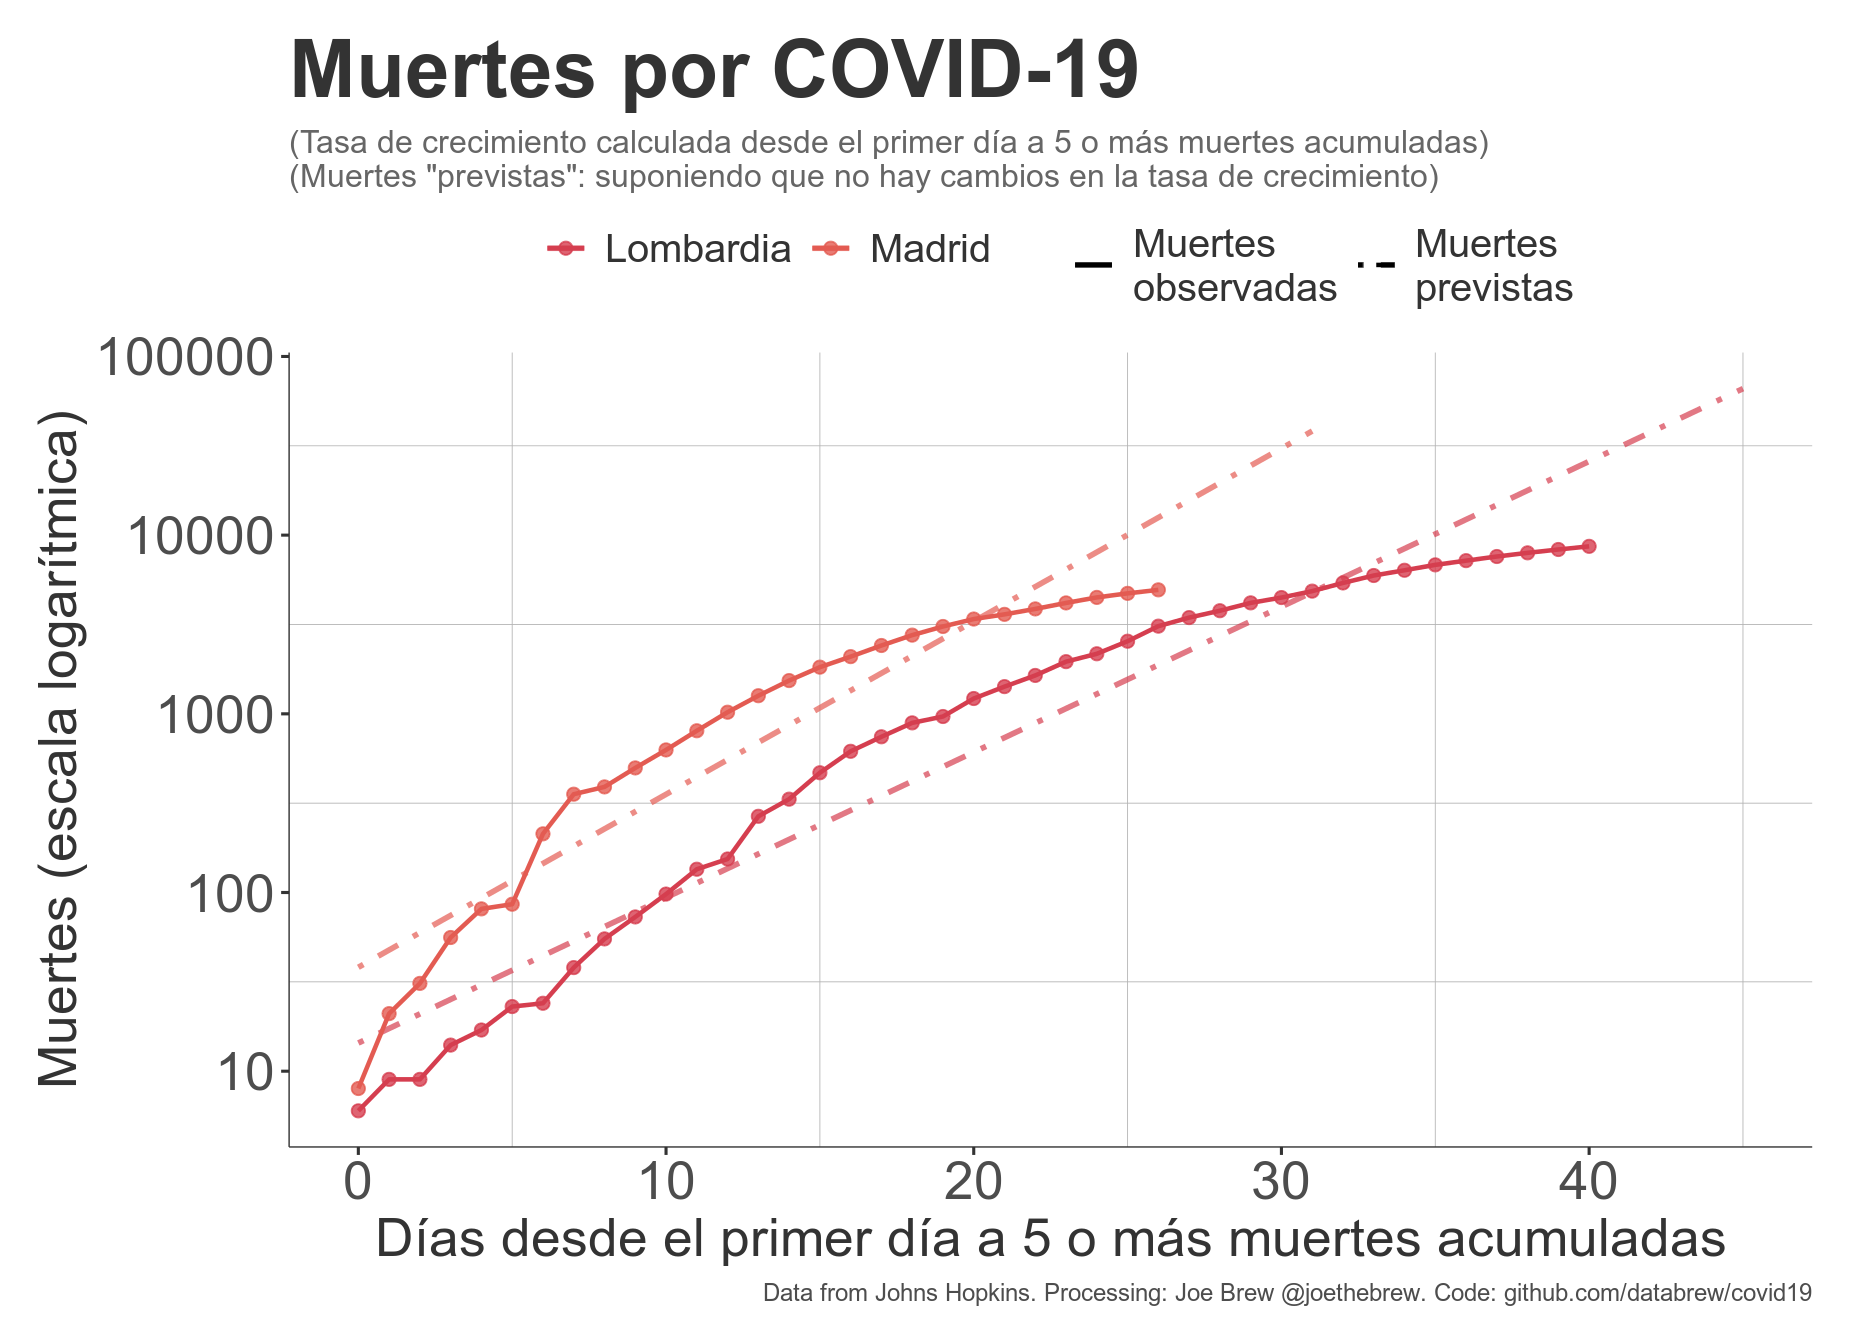 Muertes por COVID-19
(Tasa de crecimiento calculada desde el primer día a 5 o más muertes acumuladas)
(Muertes "previstas": suponiendo que no hay cambios en la tasa de crecimiento)
Lombardia
Madrid
Muertes
observadas
Muertes
previstas
Muertes (escala logarítmica)
100000
10000
1000
100
10
0 10 20 30 40
Días desde el primer día a 5 o más muertes acumuladas
Data from Johns Hopkins. Processing: Joe Brew @joethebrew. Code: github.com/databrew/covid19